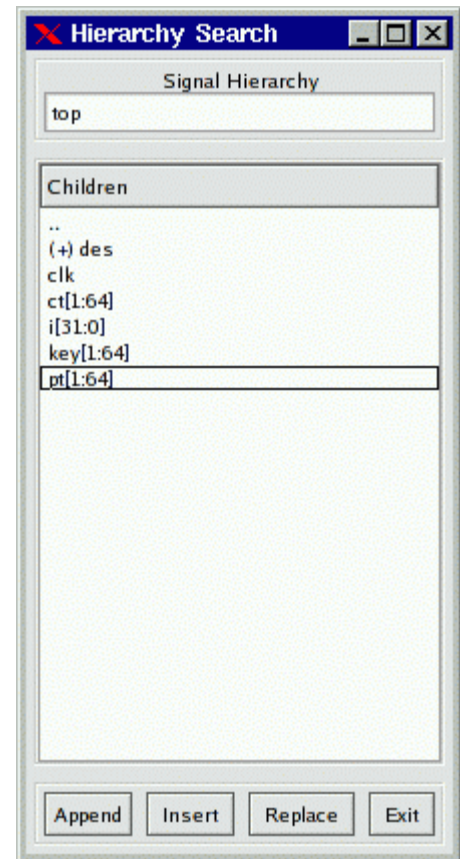 Hierarchy Search
Signal Hierarchy
top
Children
..
(+) des
clk
ct[1:64]
i[31:0]
key[1:64]
pt[1:64]
Append Insert Replace Exit